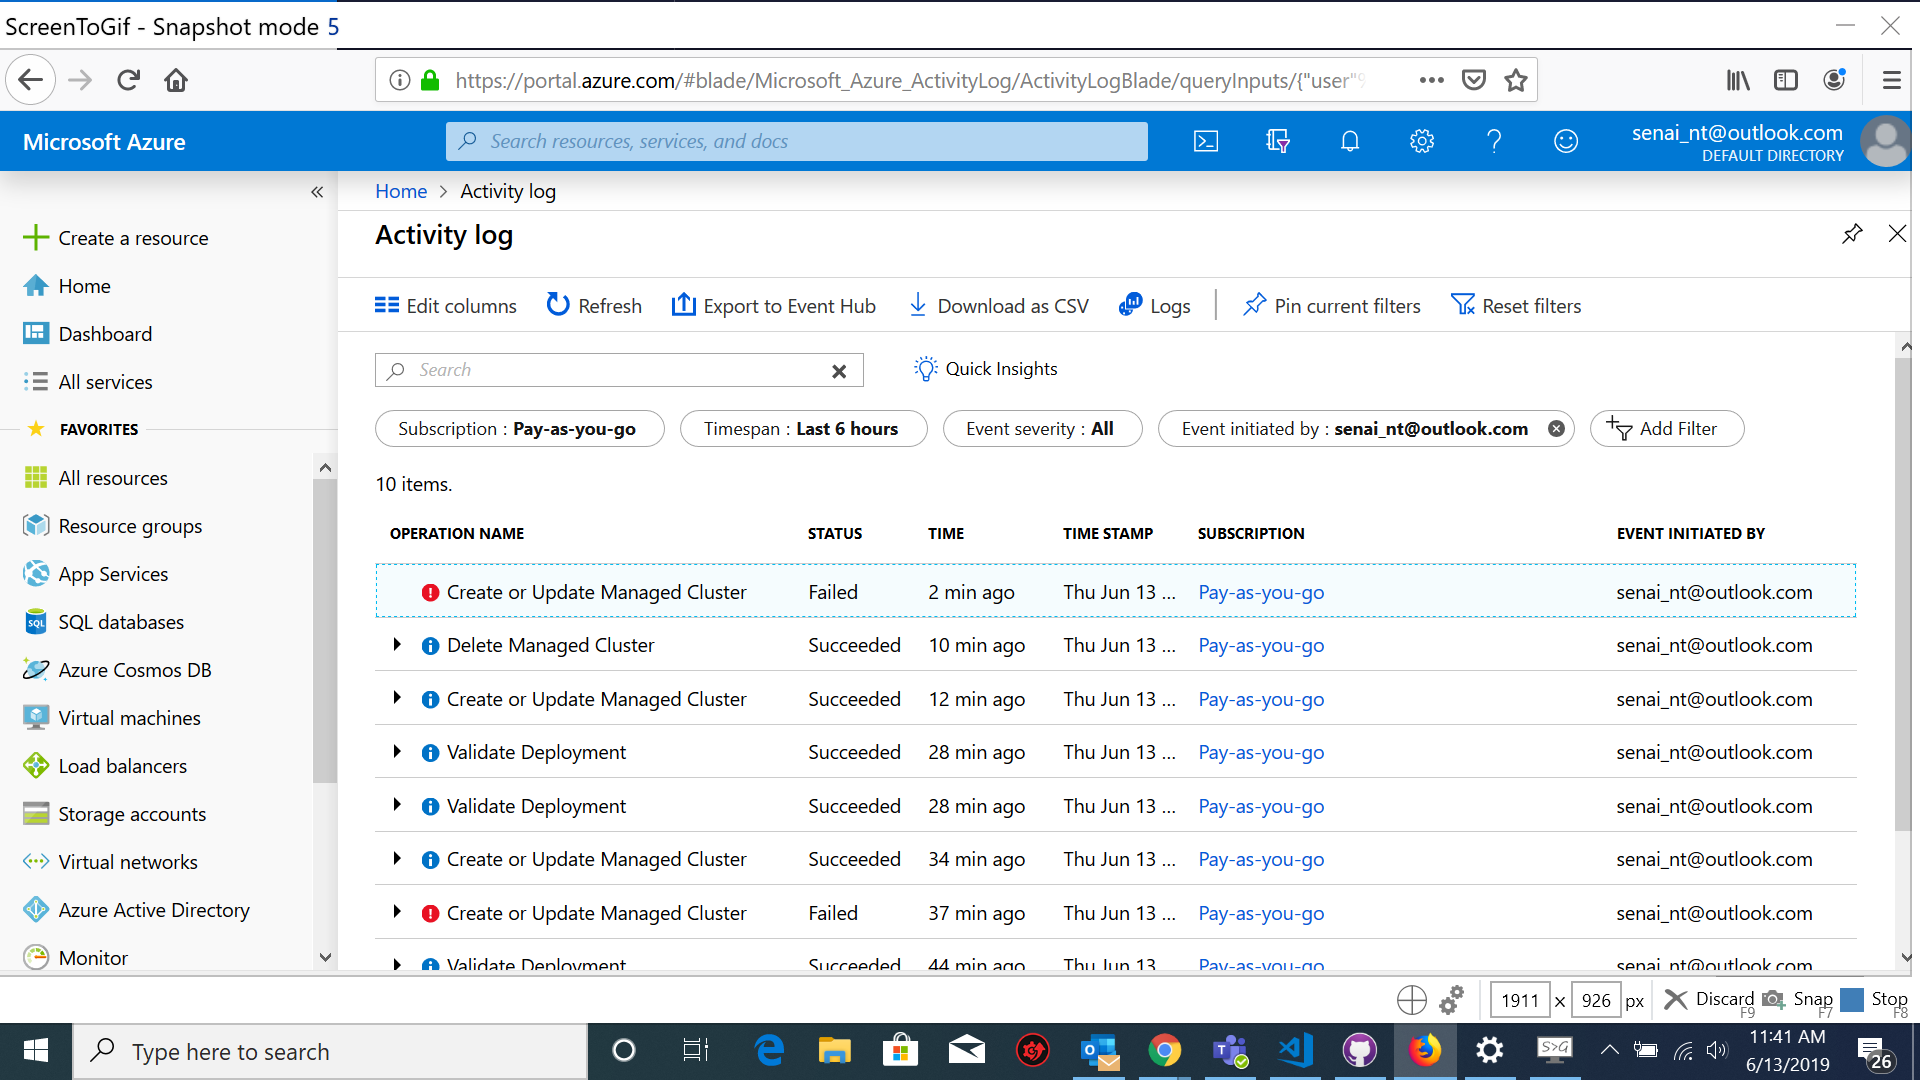 ScreenToGif - Snapshot mode 5
https://portal.azure.com/#blade/Microsoft_Azure_ActivityLog/ActivityLogBlade/queryInputs/{"user"
Microsoft Azure
Search resources, services, and docs
senai_nt@outlook.com
DEFAULT DIRECTORY
Home > Activity log
Activity log
Create a resource
Home
Dashboard
All services
FAVORITES
All resources
Resource groups
App Services
SQL databases
Azure Cosmos DB
Virtual machines
Load balancers
Storage accounts
Virtual networks
Azure Active Directory
Monitor
Edit columns Refresh Export to Event Hub Download as CSV Logs Pin current filters Reset filters
Search Quick Insights
Subscription : Pay-as-you-go Timespan : Last 6 hours Event severity : All Event initiated by : senai_nt@outlook.com Add Filter
10 items.
OPERATION NAME STATUS TIME TIME STAMP SUBSCRIPTION EVENT INITIATED BY
Create or Update Managed Cluster Failed 2 min ago Thu Jun 13 ... Pay-as-you-go senai_nt@outlook.com
Delete Managed Cluster Succeeded 10 min ago Thu Jun 13 ... Pay-as-you-go senai_nt@outlook.com
Create or Update Managed Cluster Succeeded 12 min ago Thu Jun 13 ... Pay-as-you-go senai_nt@outlook.com
Validate Deployment Succeeded 28 min ago Thu Jun 13 ... Pay-as-you-go senai_nt@outlook.com
Validate Deployment Succeeded 28 min ago Thu Jun 13 ... Pay-as-you-go senai_nt@outlook.com
Create or Update Managed Cluster Succeeded 34 min ago Thu Jun 13 ... Pay-as-you-go senai_nt@outlook.com
Create or Update Managed Cluster Failed 37 min ago Thu Jun 13 ... Pay-as-you-go senai_nt@outlook.com
Validate Deployment Succeeded 44 min ago Thu Jun 13 Pay-as-you-go senai_nt@outlook.com
1911 x 926 px Discard F9 Snap F7 Stop F8
Type here to search
S>G
11:41 AM
6/13/2019
26